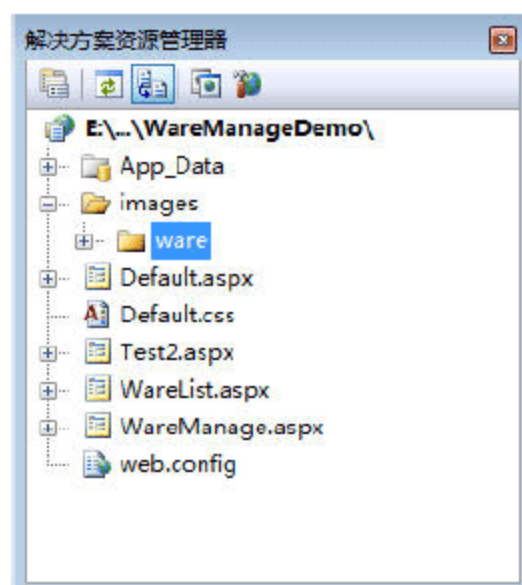 解决方案资源管理器
E:\...\WareManageDemo\
App_Data
images
ware
Default.aspx
Default.css
Test2.aspx
WareList.aspx
WareManage.aspx
web.config